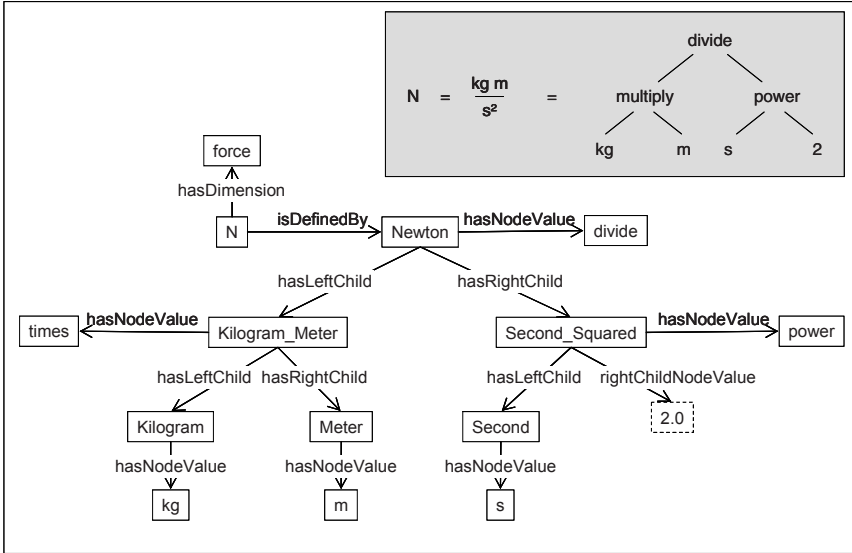 divide
N = kg m / s² =
multiply power
kg m s 2
force
hasDimension
N isDefinedBy Newton hasNodeValue divide
hasLeftChild hasRightChild
times hasNodeValue Kilogram_Meter Second_Squared hasNodeValue power
hasLeftChild hasRightChild hasLeftChild rightChildNodeValue
Kilogram Meter Second 2.0
hasNodeValue hasNodeValue hasNodeValue
kg m s